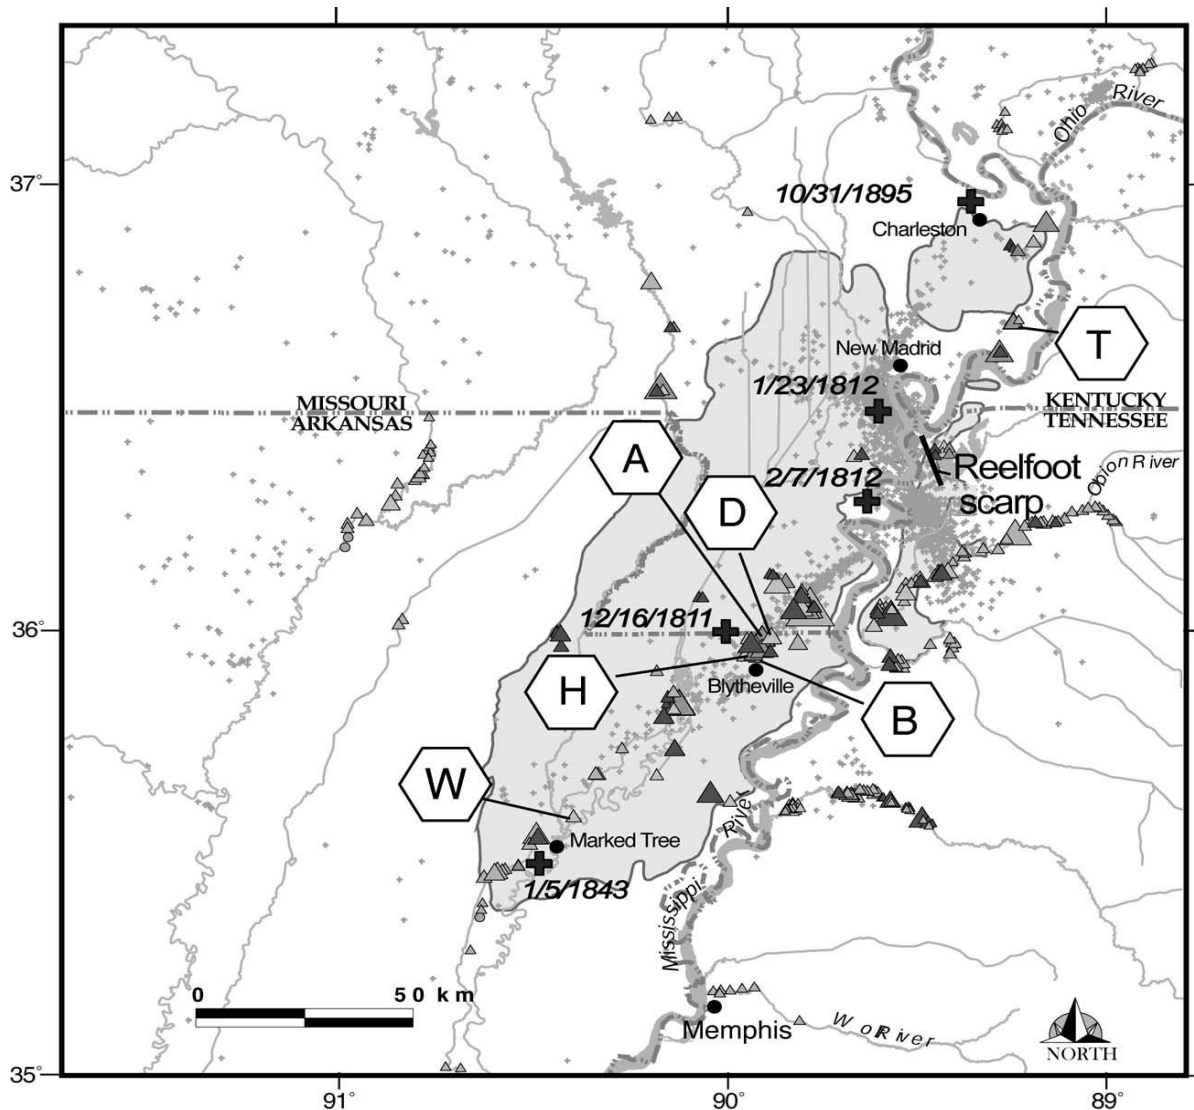 Ohio River
37°
10/31/1895
Charleston
T
New Madrid
1/23/1812
MISSOURI
ARKANSAS
KENTUCKY
TENNESSEE
A
D
2/7/1812
Reelfoot
scarp
Obion River
36°
12/16/1811
H
Blytheville
B
W
Marked Tree
1/5/1843
Mississippi River
0 50 km
Memphis
Wolf River
NORTH
35°
91° 90° 89°